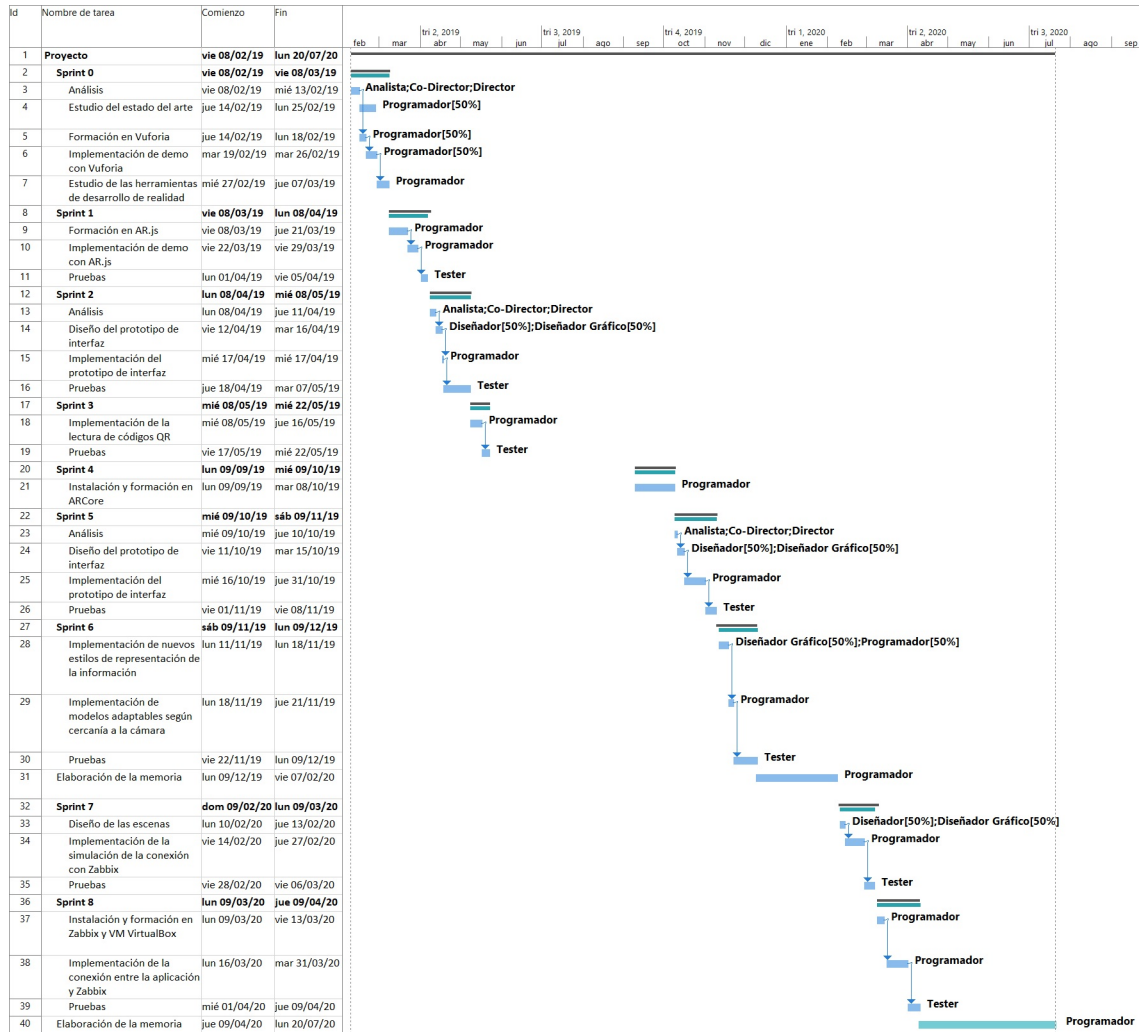 Id Nombre de tarea Comienzo Fin
tri 2, 2019 tri 3, 2019 tri 4, 2019 tri 1, 2020 tri 2, 2020 tri 3, 2020
feb mar abr may jun jul ago sep oct nov dic ene feb mar abr may jun jul ago sep
1 Proyecto vie 08/02/19 lun 20/07/20
2 Sprint 0 vie 08/02/19 vie 08/03/19
3 Análisis vie 08/02/19 mié 13/02/19 Analista;Co-Director;Director
4 Estudio del estado del arte jue 14/02/19 lun 25/02/19 Programador[50%]
5 Formación en Vuforia jue 14/02/19 lun 18/02/19 Programador[50%]
6 Implementación de demo mar 19/02/19 mar 26/02/19 Programador[50%]
con Vuforia
7 Estudio de las herramientas mié 27/02/19 jue 07/03/19 Programador
de desarrollo de realidad
8 Sprint 1 vie 08/03/19 lun 08/04/19
9 Formación en AR.js vie 08/03/19 jue 21/03/19 Programador
10 Implementación de demo vie 22/03/19 vie 29/03/19 Programador
con AR.js
11 Pruebas lun 01/04/19 vie 05/04/19 Tester
12 Sprint 2 lun 08/04/19 mié 08/05/19
13 Análisis lun 08/04/19 jue 11/04/19 Analista;Co-Director;Director
14 Diseño del prototipo de vie 12/04/19 mar 16/04/19 Diseñador[50%];Diseñador Gráfico[50%]
interfaz
15 Implementación del mié 17/04/19 mié 17/04/19 Programador
prototipo de interfaz
16 Pruebas jue 18/04/19 mar 07/05/19 Tester
17 Sprint 3 mié 08/05/19 mié 22/05/19
18 Implementación de la mié 08/05/19 jue 16/05/19 Programador
lectura de códigos QR
19 Pruebas vie 17/05/19 mié 22/05/19 Tester
20 Sprint 4 lun 09/09/19 mié 09/10/19
21 Instalación y formación en lun 09/09/19 mar 08/10/19 Programador
ARCore
22 Sprint 5 mié 09/10/19 sáb 09/11/19
23 Análisis mié 09/10/19 jue 10/10/19 Analista;Co-Director;Director
24 Diseño del prototipo de vie 11/10/19 mar 15/10/19 Diseñador[50%];Diseñador Gráfico[50%]
interfaz
25 Implementación del mié 16/10/19 jue 31/10/19 Programador
prototipo de interfaz
26 Pruebas vie 01/11/19 vie 08/11/19 Tester
27 Sprint 6 sáb 09/11/19 lun 09/12/19
28 Implementación de nuevos lun 11/11/19 lun 18/11/19 Diseñador Gráfico[50%];Programador[50%]
estilos de representación de
la información
29 Implementación de lun 18/11/19 jue 21/11/19 Programador
modelos adaptables según
cercanía a la cámara
30 Pruebas vie 22/11/19 lun 09/12/19 Tester
31 Elaboración de la memoria lun 09/12/19 vie 07/02/20 Programador
32 Sprint 7 dom 09/02/20 lun 09/03/20
33 Diseño de las escenas lun 10/02/20 jue 13/02/20 Diseñador[50%];Diseñador Gráfico[50%]
34 Implementación de la vie 14/02/20 jue 27/02/20 Programador
simulación de la conexión
con Zabbix
35 Pruebas vie 28/02/20 vie 06/03/20 Tester
36 Sprint 8 lun 09/03/20 jue 09/04/20
37 Instalación y formación en lun 09/03/20 vie 13/03/20 Programador
Zabbix y VM VirtualBox
38 Implementación de la lun 16/03/20 mar 31/03/20 Programador
conexión entre la aplicación
y Zabbix
39 Pruebas mié 01/04/20 jue 09/04/20 Tester
40 Elaboración de la memoria jue 09/04/20 lun 20/07/20 Programador